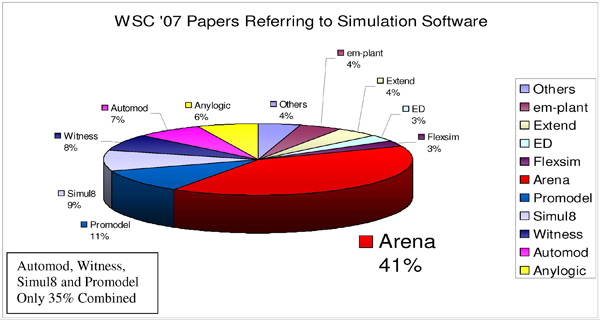 WSC '07 Papers Referring to Simulation Software
em-plant
4%
Extend
4%
Others
4%
Anylogic
6%
Automod
7%
ED
3%
Flexsim
3%
Witness
8%
Simul8
9%
Promodel
11%
Arena
41%
Others
em-plant
Extend
ED
Flexsim
Arena
Promodel
Simul8
Witness
Automod
Anylogic
Automod, Witness,
Simul8 and Promodel
Only 35% Combined